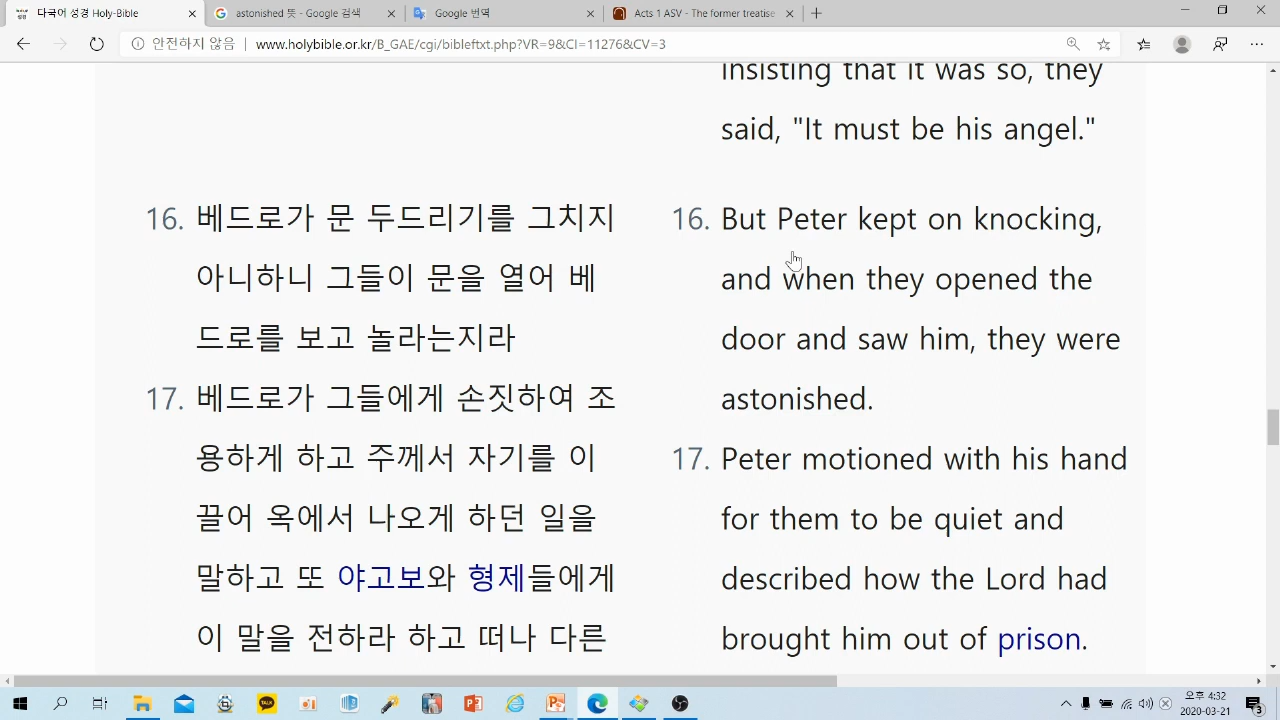 다국어 성경 Holy-Bible
astonished 뜻 - Google 검색
Google 번역
Acts 1 ASV - The former treatise
안전하지 않음
www.holybible.or.kr/B_GAE/cgi/bibleftxt.php?VR=9&CI=11276&CV=3
insisting that it was so, they
said, "It must be his angel."
16. 베드로가 문 두드리기를 그치지
아니하니 그들이 문을 열어 베
드로를 보고 놀라는지라
17. 베드로가 그들에게 손짓하여 조
용하게 하고 주께서 자기를 이
끌어 옥에서 나오게 하던 일을
말하고 또 야고보와 형제들에게
이 말을 전하라 하고 떠나 다른
16. But Peter kept on knocking,
and when they opened the
door and saw him, they were
astonished.
17. Peter motioned with his hand
for them to be quiet and
described how the Lord had
brought him out of prison.
TALK
오후 4:32
2020-03-21
3